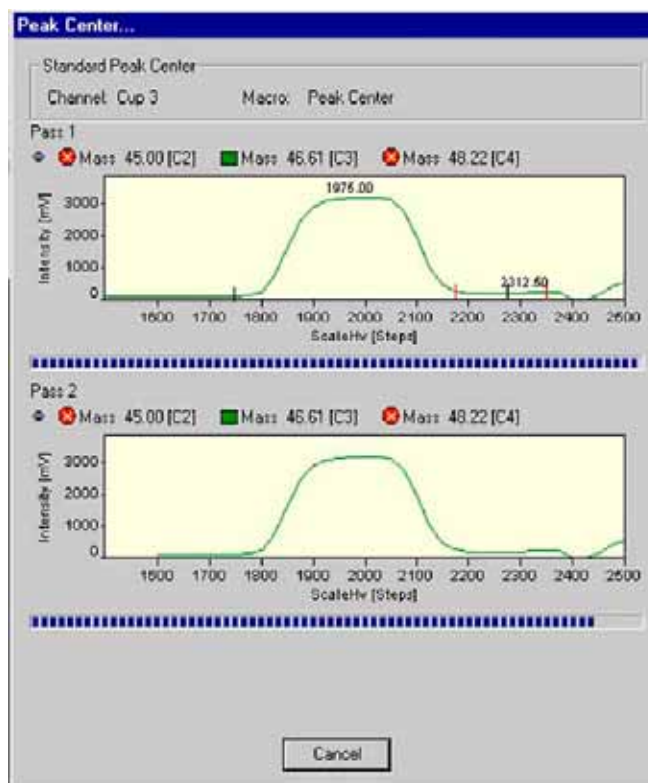 Peak Center...
Standard Peak Center
Channel: Cup 3 Macro: Peak Center
Pass 1
Mass 45.00 [C2] Mass 46.61 [C3] Mass 48.22 [C4]
1975.00
3000
2000
1000
0
2312.50
Intensity [mV]
1600 1700 1800 1900 2000 2100 2200 2300 2400 2500
ScaleHv [Steps]
Pass 2
Mass 45.00 [C2] Mass 46.61 [C3] Mass 48.22 [C4]
3000
2000
1000
0
Intensity [mV]
1600 1700 1800 1900 2000 2100 2200 2300 2400 2500
ScaleHv [Steps]
Cancel